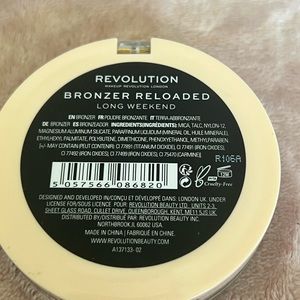 REVOLUTION
MAKEUP REVOLUTION LONDON
BRONZER RELOADED
LONG WEEKEND
EN BRONZER FR POUDRE BRONZANTE IT TERRA-ABBRONZANTE
DE BRONZER ES BRONZEADOR INGREDIENTS(INGRÉDIENTS): MICA, TALC, NYLON-12,
MAGNESIUM ALUMINUM SILICATE, PARAFFINUM LIQUIDUM (MINERAL OIL, HUILE MINERALE),
ETHYLHEXYL PALMITATE, POLYBUTENE, DIMETHICONE, METHYLPARABEN, PROPYLPARABEN.
[+/- MAY CONTAIN (PEUT CONTENIR): CI 77891 (TITANIUM DIOXIDE), CI 77491 (IRON OXIDES),
CI 77492 (IRON OXIDES), CI 77499 (IRON OXIDES), CI 75470 (CARMINE)]
R106A
5 057566 086820
12M
Cruelty-Free
DESIGNED AND DEVELOPED IN/CONÇU ET DÉVELOPPÉ DANS: LONDON UK. UNDER
LICENSE FOR/SOUS LICENCE POUR: REVOLUTION BEAUTY LTD. UNITS 2-3,
SHEET GLASS ROAD, CULLET DRIVE, QUEENBOROUGH, KENT, ME11 5JS UK.
DISTRIBUTED BY/DISTRIBUÉ PAR: REVOLUTION BEAUTY INC.
NORTHBROOK, IL 60062 USA.
MADE IN CHINA | FABRIQUÉ EN CHINE.
WWW.REVOLUTIONBEAUTY.COM
A137133-02